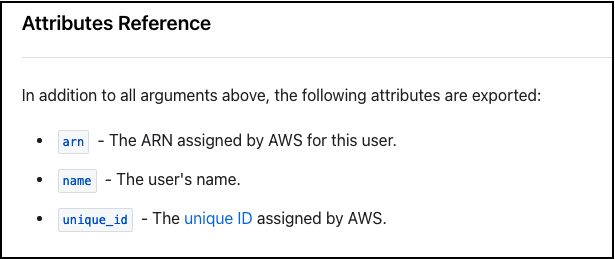 Attributes Reference
In addition to all arguments above, the following attributes are exported:
• arn - The ARN assigned by AWS for this user.
• name - The user's name.
• unique_id - The unique ID assigned by AWS.